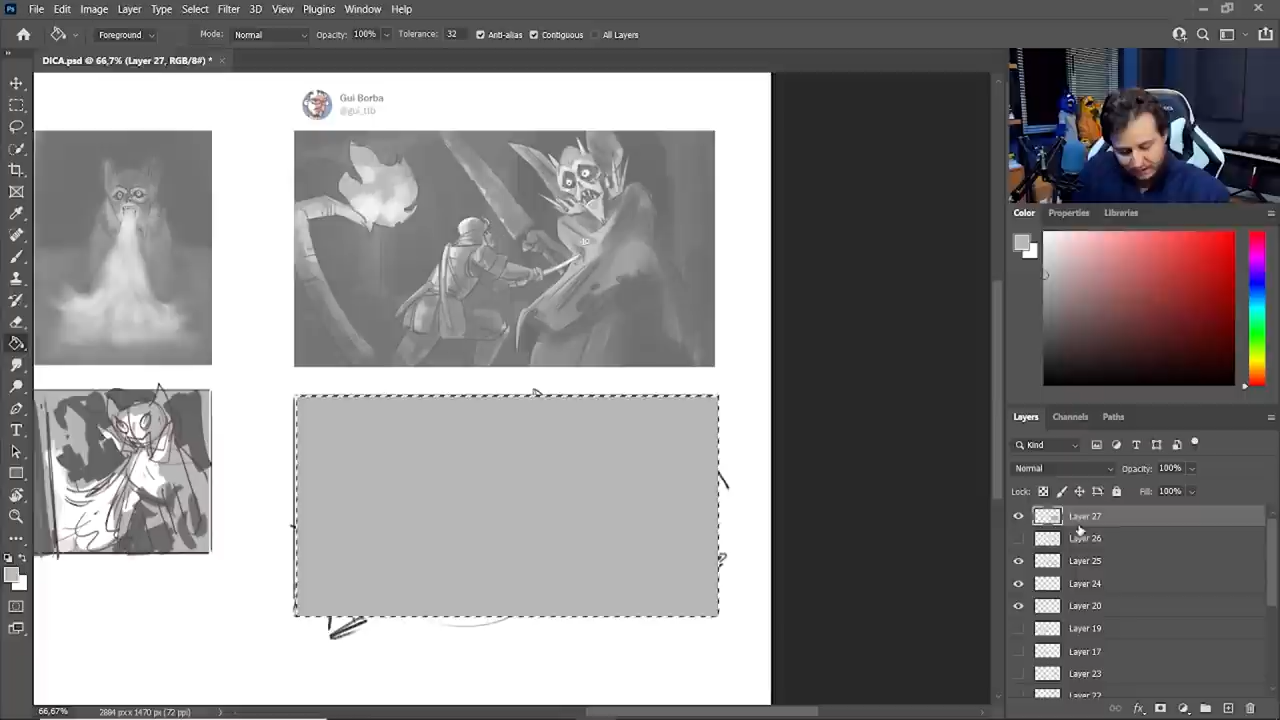 Ps File Edit Image Layer Type Select Filter 3D View Plugins Window Help
Foreground Mode: Normal Opacity: 100% Tolerance: 32 Anti-alias Contiguous All Layers
DICA.psd @ 66,7% (Layer 27, RGB/8#) *
Gui Borba
@gui_tlb
Color Properties Libraries
Layers Channels Paths
Kind
Normal Opacity: 100%
Lock: Fill: 100%
Layer 27
Layer 26
Layer 25
Layer 24
Layer 20
Layer 19
Layer 17
Layer 23
Layer 22
66,67% 2884 px x 1470 px (72 ppi)